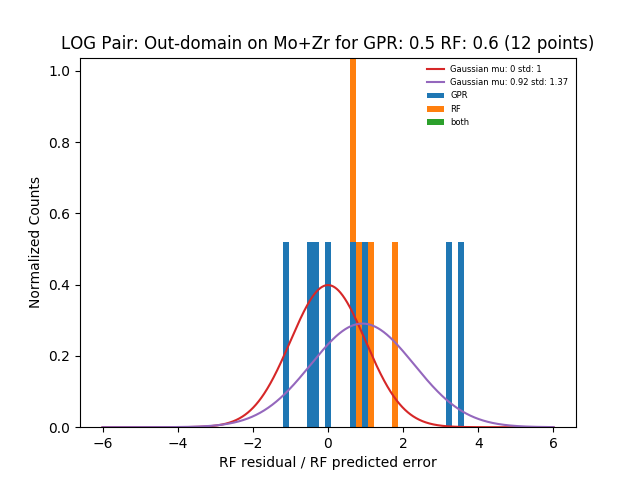 LOG Pair: Out-domain on Mo+Zr for GPR: 0.5 RF: 0.6 (12 points)
Gaussian mu: 0 std: 1
Gaussian mu: 0.92 std: 1.37
GPR
RF
both
Normalized Counts
1.0
0.8
0.6
0.4
0.2
0.0
−6 −4 −2 0 2 4 6
RF residual / RF predicted error